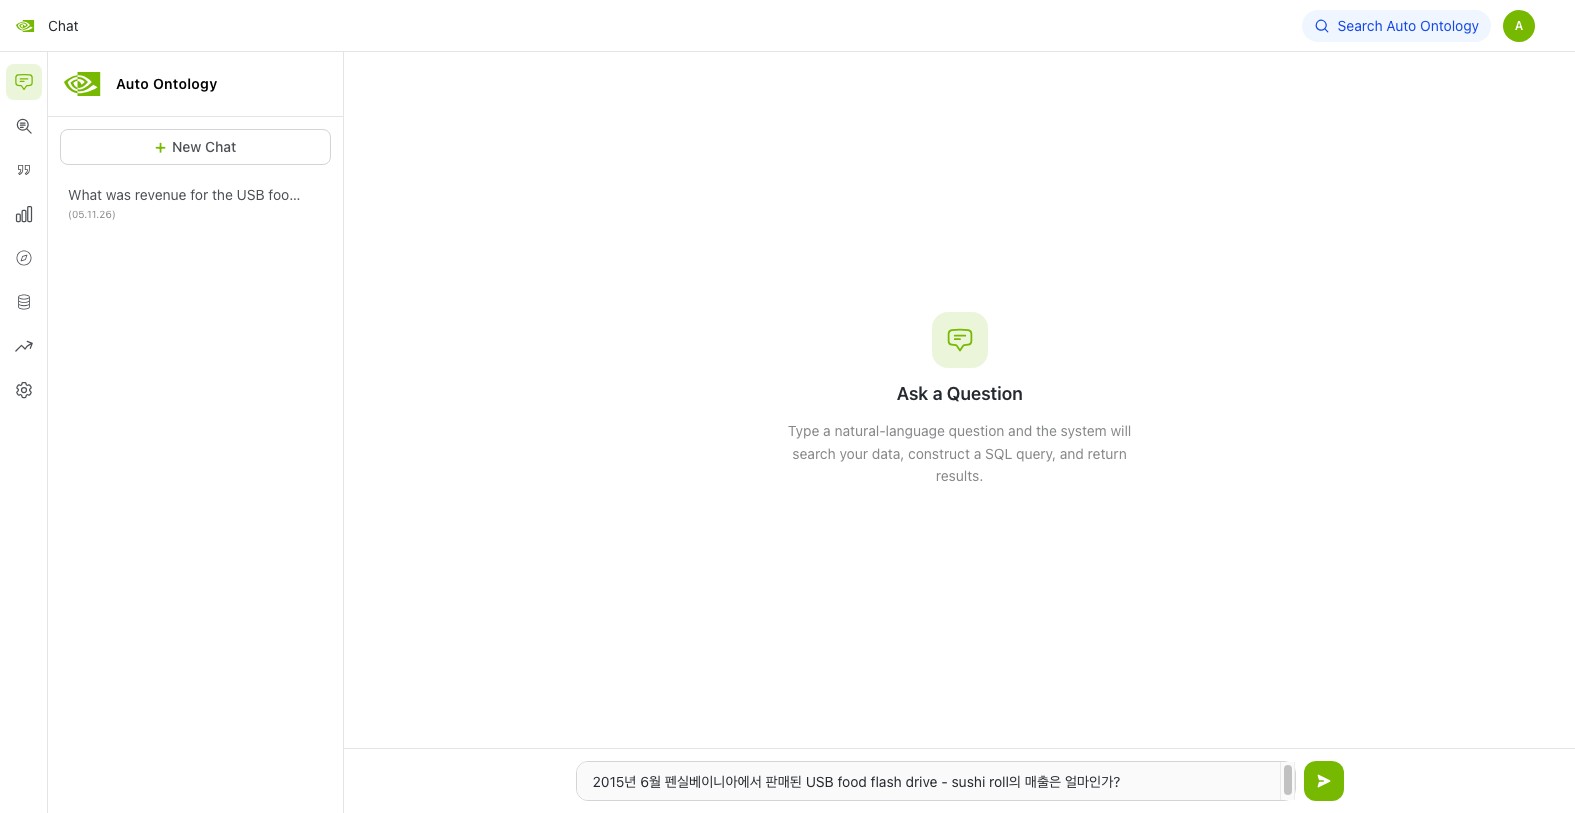 Chat
Search Auto Ontology
A
Auto Ontology
+ New Chat
What was revenue for the USB foo...
(05.11.26)
Ask a Question
Type a natural-language question and the system will
search your data, construct a SQL query, and return
results.
2015년 6월 펜실베이니아에서 판매된 USB food flash drive - sushi roll의 매출은 얼마인가?